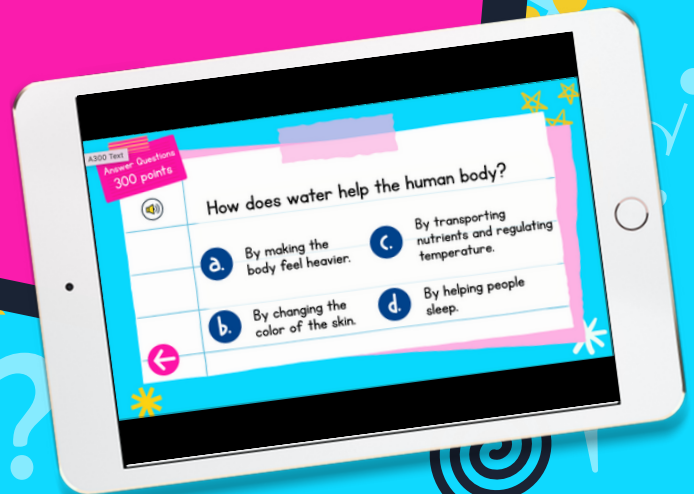 A300 Text
Answer Questions
300 points
How does water help the human body?
a.
By making the
body feel heavier.
b.
By changing the
color of the skin.
c.
By transporting
nutrients and regulating
temperature.
d.
By helping people
sleep.